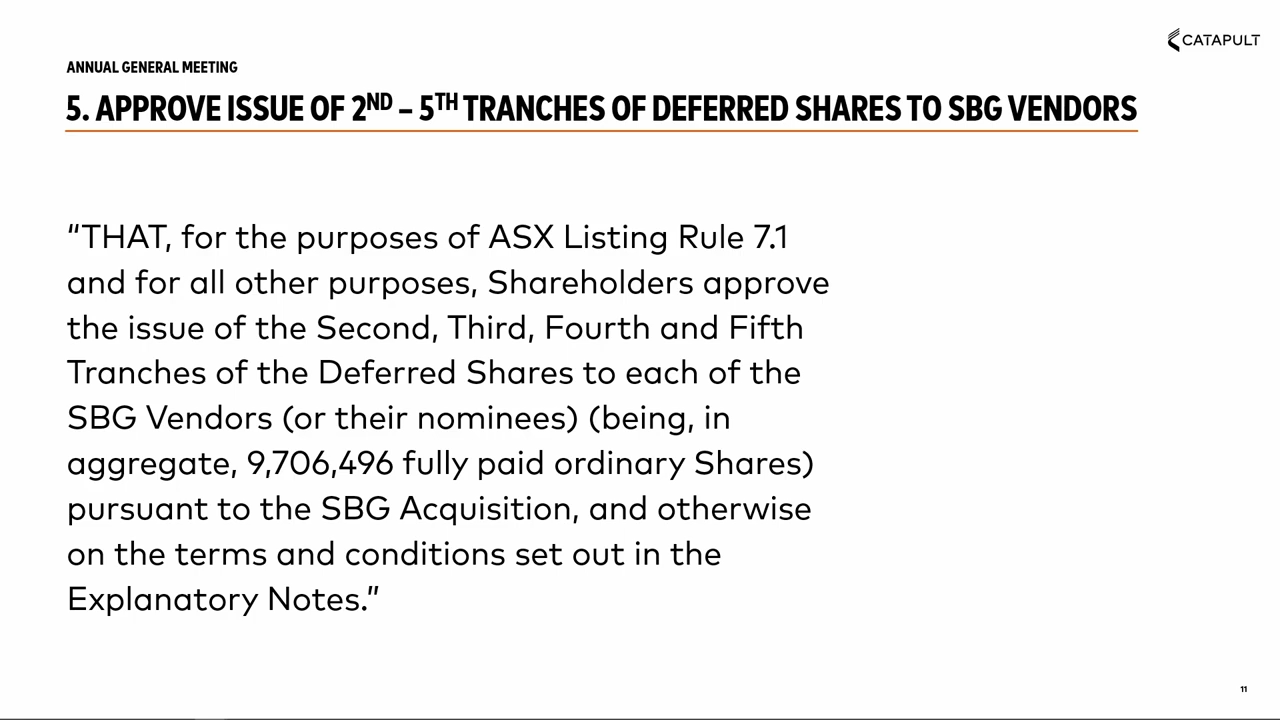 CATAPULT
ANNUAL GENERAL MEETING
5. APPROVE ISSUE OF 2ND – 5TH TRANCHES OF DEFERRED SHARES TO SBG VENDORS
“THAT, for the purposes of ASX Listing Rule 7.1
and for all other purposes, Shareholders approve
the issue of the Second, Third, Fourth and Fifth
Tranches of the Deferred Shares to each of the
SBG Vendors (or their nominees) (being, in
aggregate, 9,706,496 fully paid ordinary Shares)
pursuant to the SBG Acquisition, and otherwise
on the terms and conditions set out in the
Explanatory Notes.”
11